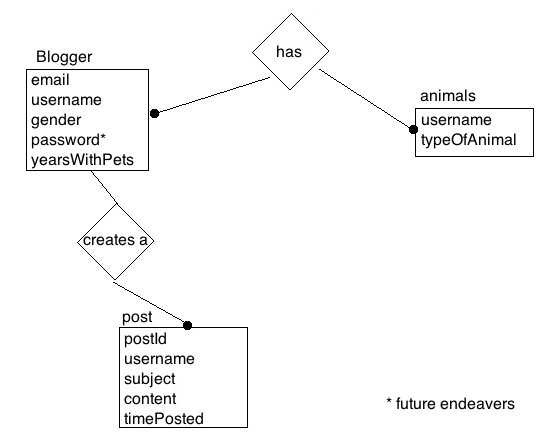 has
Blogger
email
username
gender
password*
yearsWithPets
animals
username
typeOfAnimal
creates a
post
postId
username
subject
content
timePosted
* future endeavers